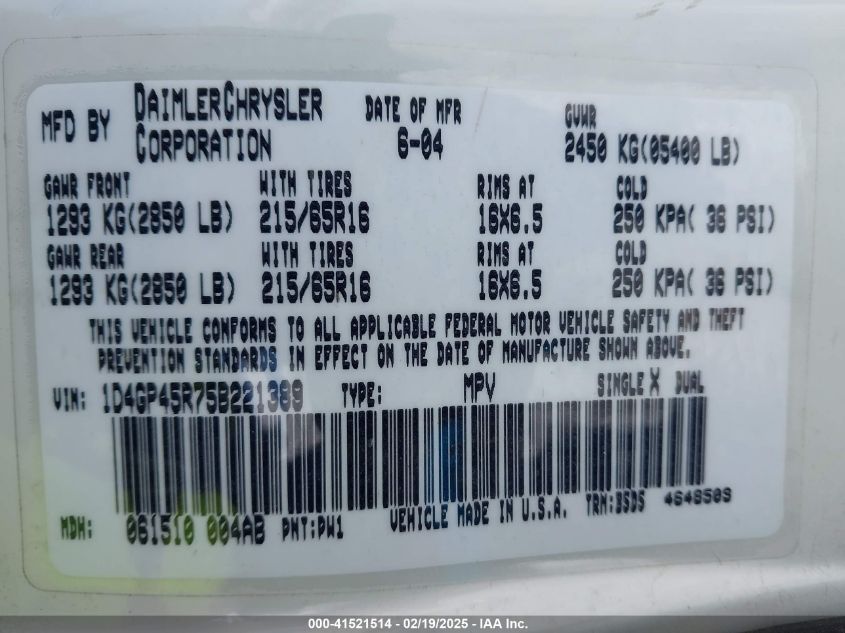 MFD BY DAIMLERCHRYSLER CORPORATION DATE OF MFR 6-04 GVWR 2450 KG(05400 LB)
GAWR FRONT WITH TIRES RIMS AT COLD
1293 KG(2850 LB) 215/65R16 16X6.5 250 KPA( 36 PSI)
GAWR REAR WITH TIRES RIMS AT COLD
1293 KG(2850 LB) 215/65R16 16X6.5 250 KPA( 36 PSI)
THIS VEHICLE CONFORMS TO ALL APPLICABLE FEDERAL MOTOR VEHICLE SAFETY AND THEFT
PREVENTION STANDARDS IN EFFECT ON THE DATE OF MANUFACTURE SHOWN ABOVE.
VIN: 1D4GP45R75B221389 TYPE: MPV SINGLE X DUAL
MDH: 061510 004AB PNT:PW1 VEHICLE MADE IN U.S.A. TRM:B5D5 4648503
000-41521514 - 02/19/2025 - IAA Inc.